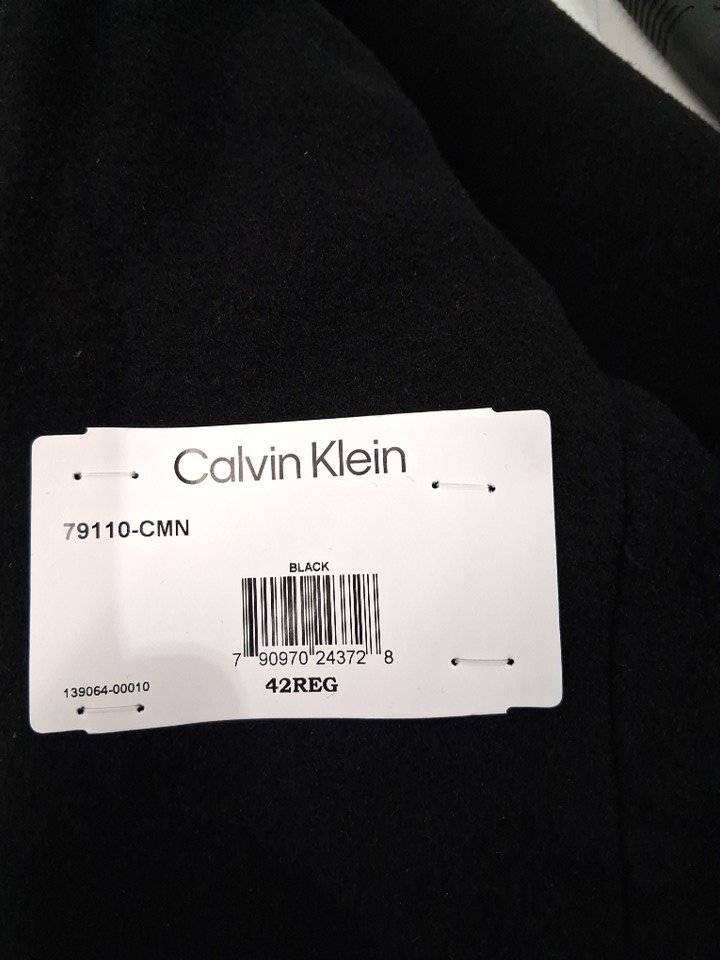 Calvin Klein
79110-CMN
BLACK
7 90970 24372 8
139064-00010
42REG